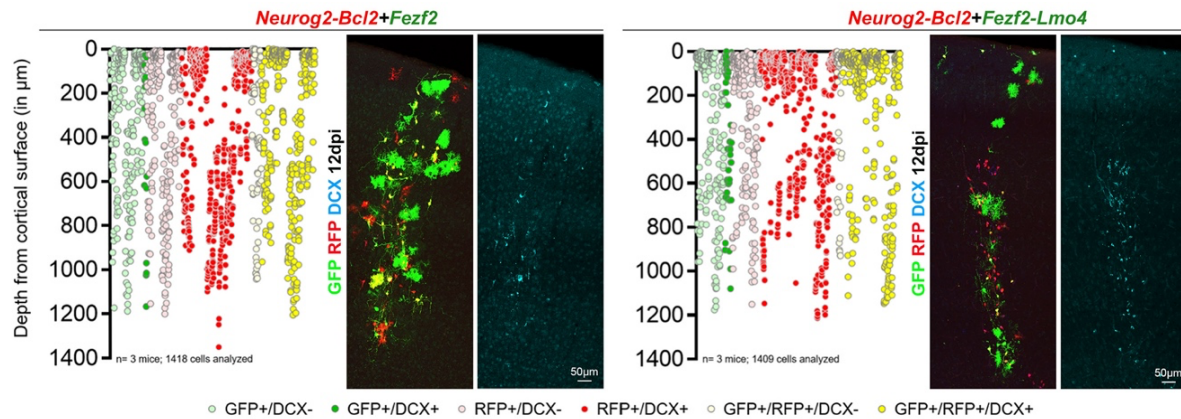 Neurog2-Bcl2+Fezf2
Depth from cortical surface (in µm)
0
200
400
600
800
1000
1200
1400
n= 3 mice; 1418 cells analyzed
GFP RFP DCX 12dpi
50µm
Neurog2-Bcl2+Fezf2-Lmo4
0
200
400
600
800
1000
1200
1400
n= 3 mice; 1409 cells analyzed
GFP RFP DCX 12dpi
50µm
GFP+/DCX- GFP+/DCX+ RFP+/DCX- RFP+/DCX+ GFP+/RFP+/DCX- GFP+/RFP+/DCX+